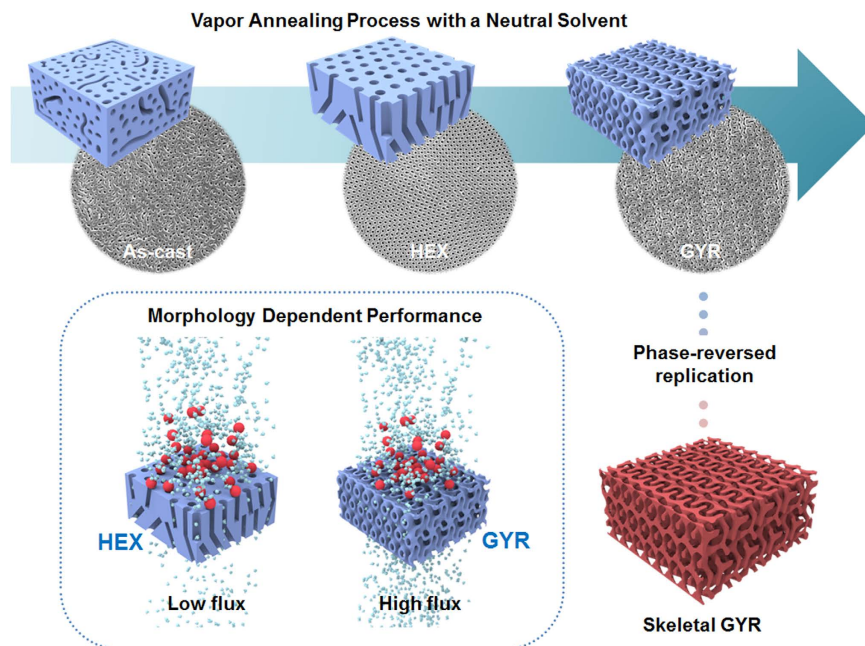 Vapor Annealing Process with a Neutral Solvent
As-cast
HEX
GYR
Morphology Dependent Performance
Phase-reversed
replication
HEX
GYR
Low flux
High flux
Skeletal GYR